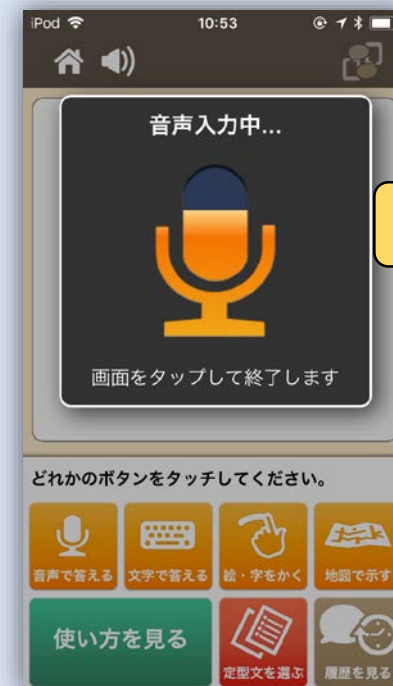 iPod 10:53
音声入力中...
画面をタップして終了します
どれかのボタンをタッチしてください。
音声で答える 文字で答える 絵・字をかく 地図で示す
使い方を見る 定型文を選ぶ 履歴を見る